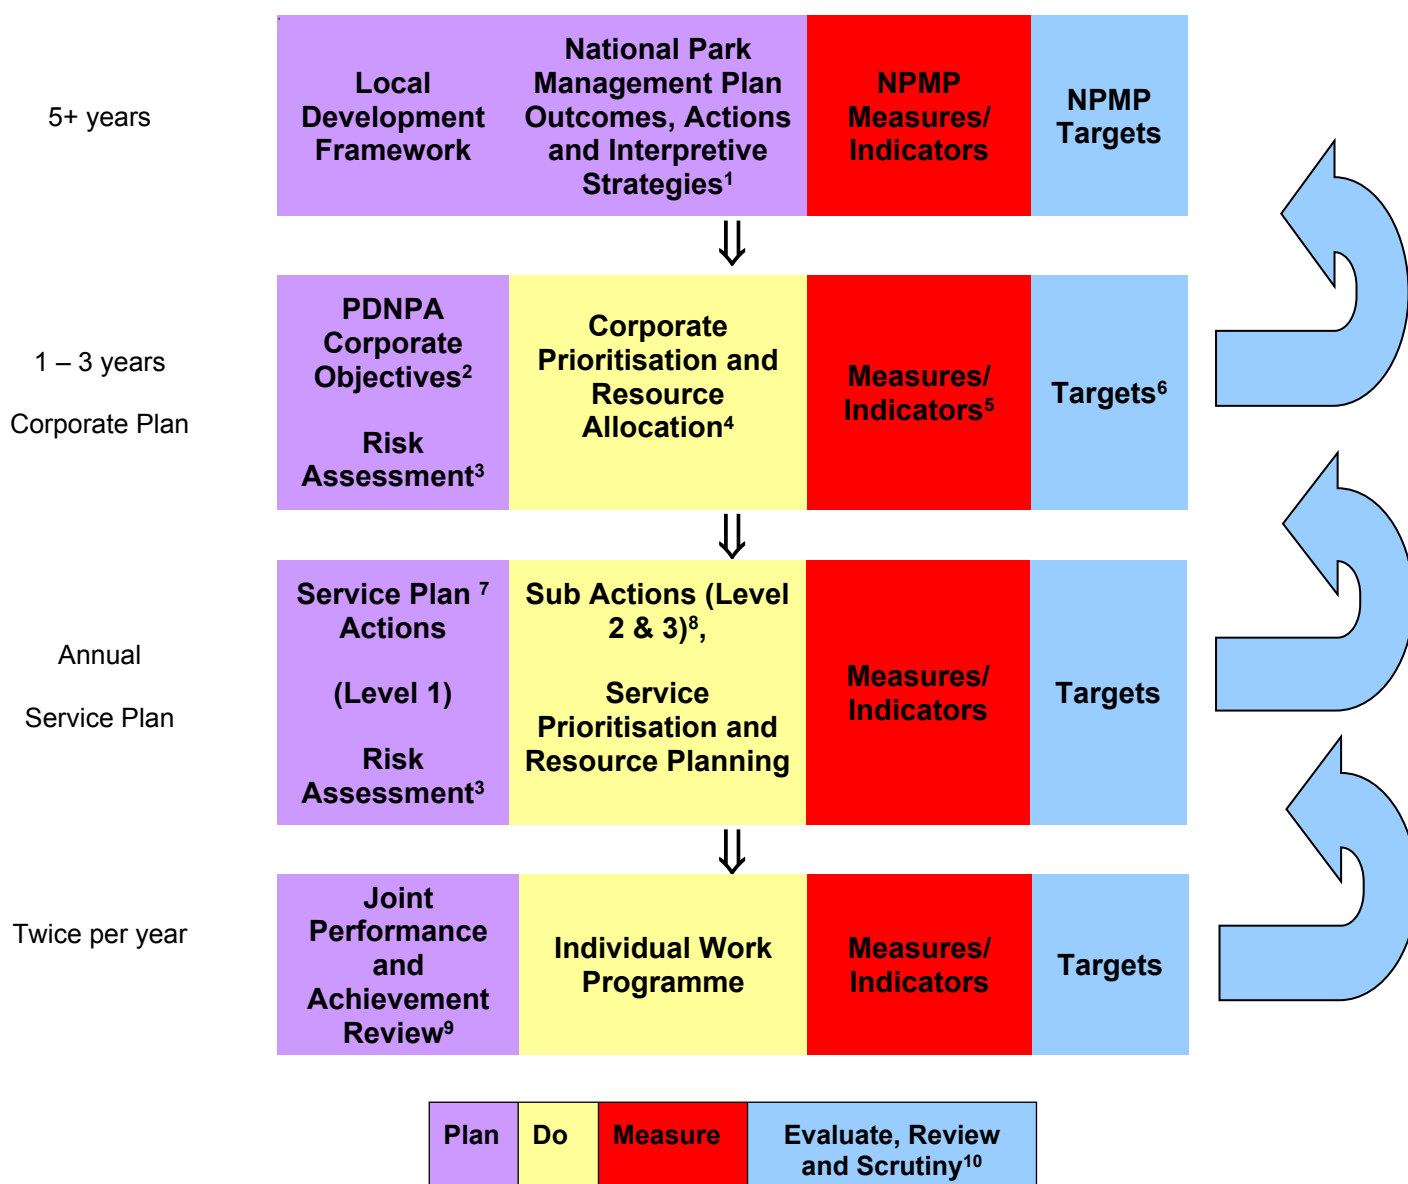 5+ years
Local
Development
Framework
National Park
Management Plan
Outcomes, Actions
and Interpretive
Strategies¹
NPMP
Measures/
Indicators
NPMP
Targets
⇓
1 – 3 years
Corporate Plan
PDNPA
Corporate
Objectives²
Risk
Assessment³
Corporate
Prioritisation and
Resource
Allocation⁴
Measures/
Indicators⁵
Targets⁶
⇓
Annual
Service Plan
Service Plan ⁷
Actions
(Level 1)
Risk
Assessment³
Sub Actions (Level
2 & 3)⁸,
Service
Prioritisation and
Resource Planning
Measures/
Indicators
Targets
⇓
Twice per year
Joint
Performance
and
Achievement
Review⁹
Individual Work
Programme
Measures/
Indicators
Targets
Plan
Do
Measure
Evaluate, Review
and Scrutiny¹⁰